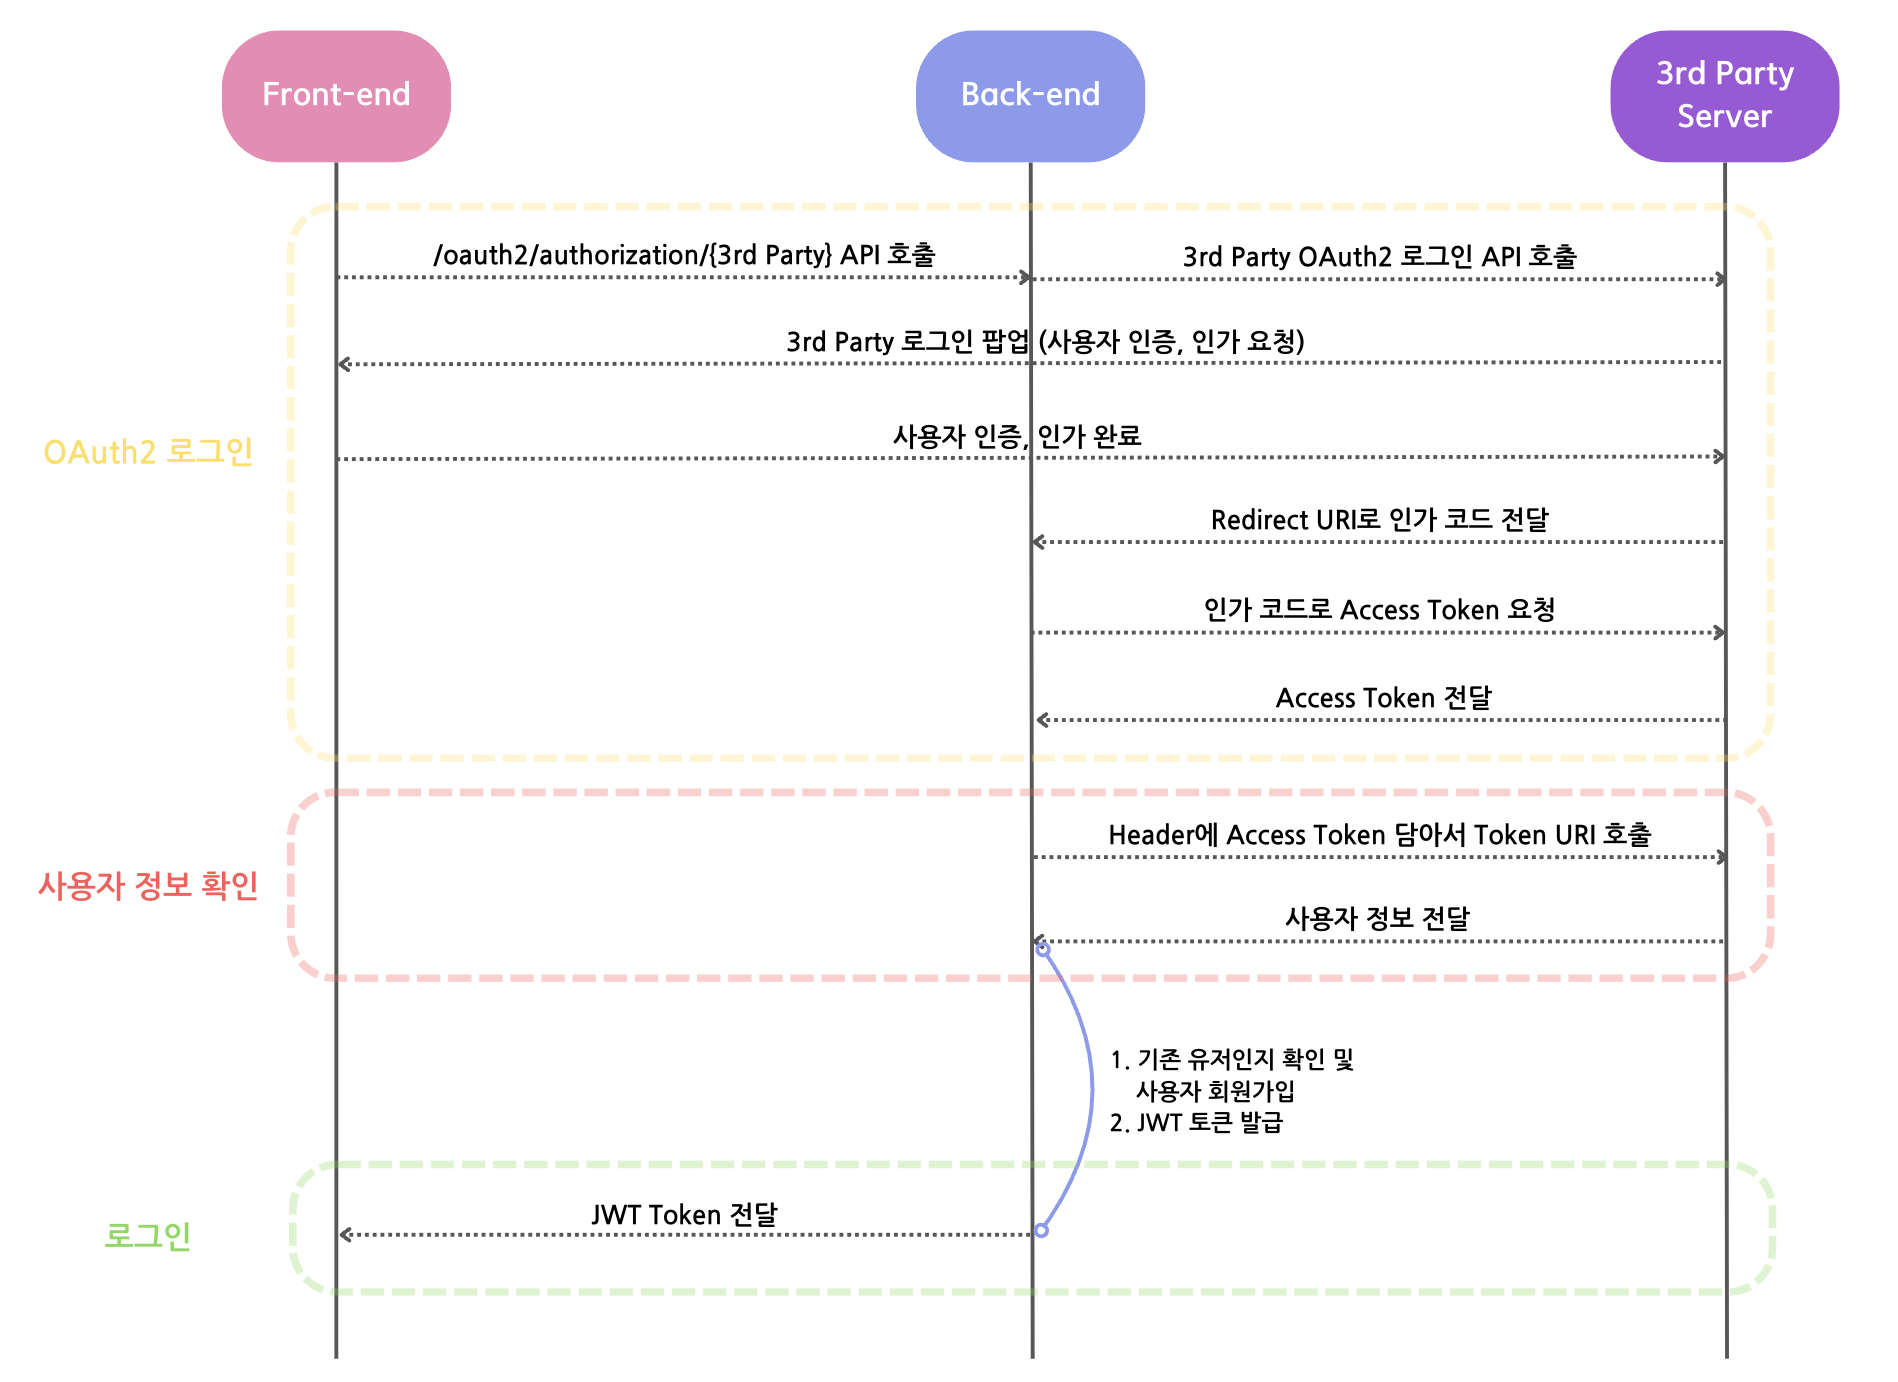 Front-end
Back-end
3rd Party
Server
/oauth2/authorization/{3rd Party} API 호출
3rd Party OAuth2 로그인 API 호출
3rd Party 로그인 팝업 (사용자 인증, 인가 요청)
OAuth2 로그인
사용자 인증, 인가 완료
Redirect URI로 인가 코드 전달
인가 코드로 Access Token 요청
Access Token 전달
사용자 정보 확인
Header에 Access Token 담아서 Token URI 호출
사용자 정보 전달
1. 기존 유저인지 확인 및
사용자 회원가입
2. JWT 토큰 발급
로그인
JWT Token 전달